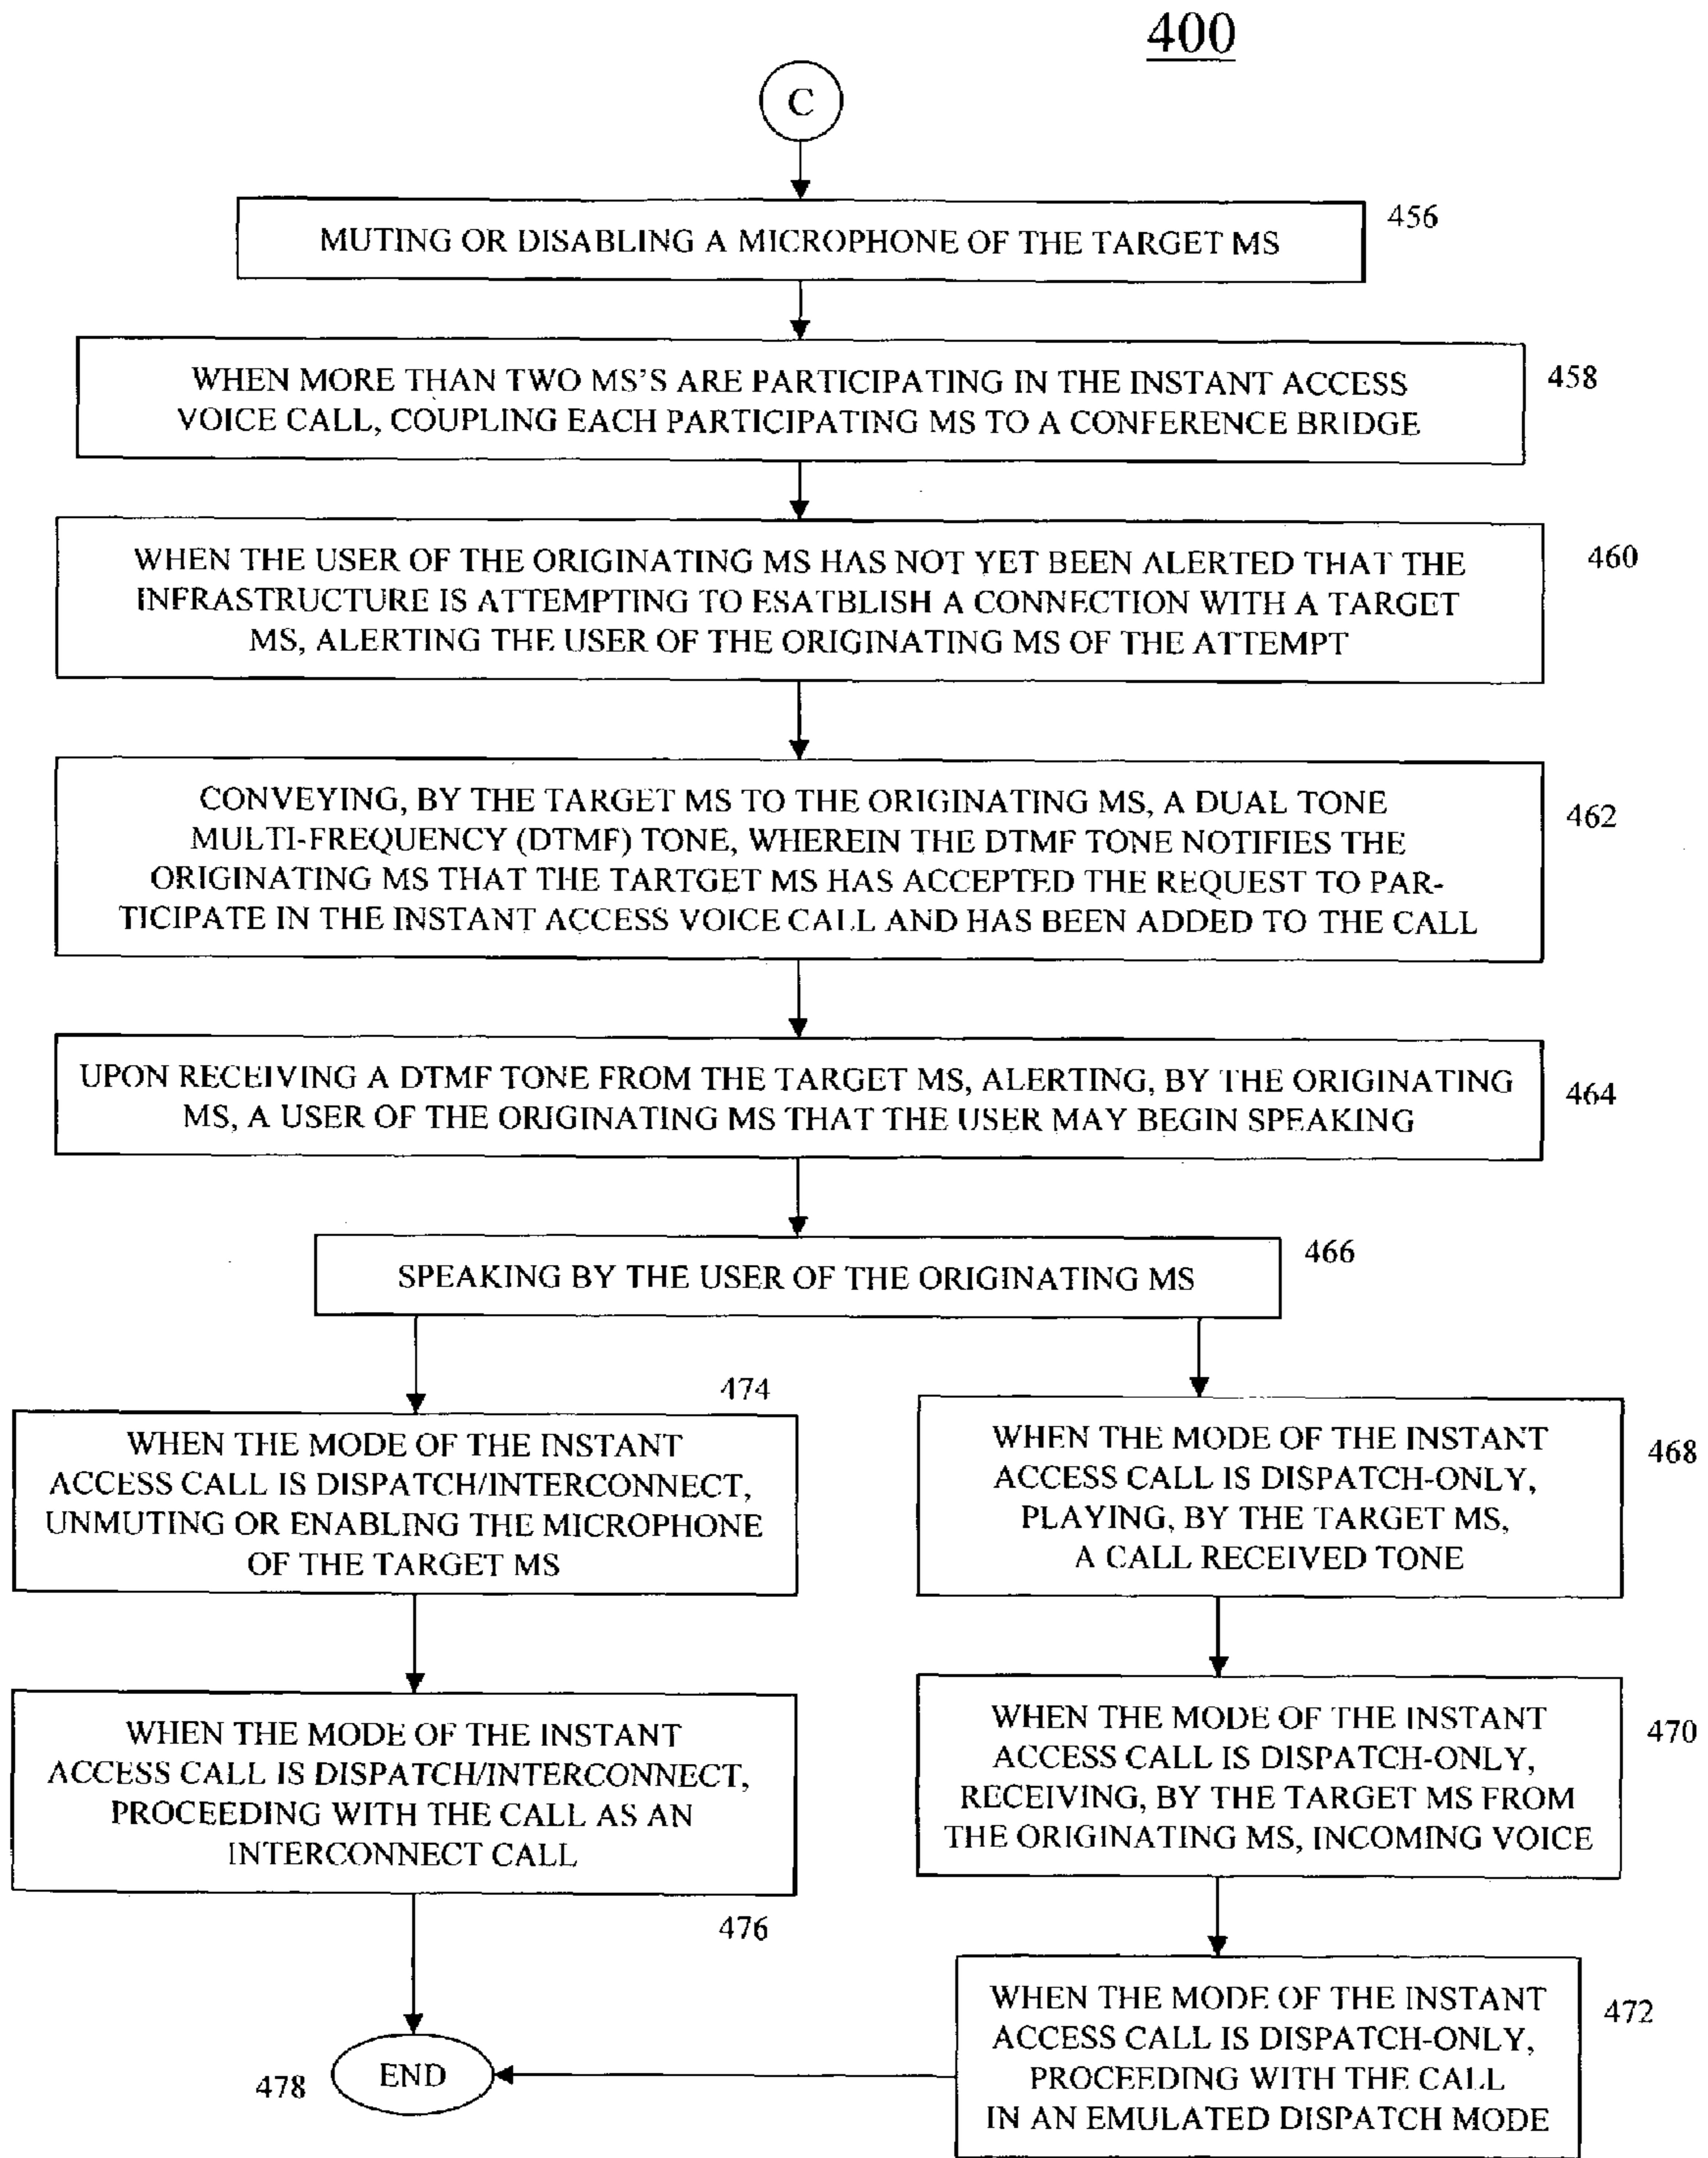 400
C
MUTING OR DISABLING A MICROPHONE OF THE TARGET MS
456
WHEN MORE THAN TWO MS'S ARE PARTICIPATING IN THE INSTANT ACCESS
VOICE CALL, COUPLING EACH PARTICIPATING MS TO A CONFERENCE BRIDGE
458
WHEN THE USER OF THE ORIGINATING MS HAS NOT YET BEEN ALERTED THAT THE
INFRASTRUCTURE IS ATTEMPTING TO ESATBLISH A CONNECTION WITH A TARGET
MS, ALERTING THE USER OF THE ORIGINATING MS OF THE ATTEMPT
460
CONVEYING, BY THE TARGET MS TO THE ORIGINATING MS, A DUAL TONE
MULTI-FREQUENCY (DTMF) TONE, WHEREIN THE DTMF TONE NOTIFIES THE
ORIGINATING MS THAT THE TARTGET MS HAS ACCEPTED THE REQUEST TO PAR-
TICIPATE IN THE INSTANT ACCESS VOICE CALL AND HAS BEEN ADDED TO THE CALL
462
UPON RECEIVING A DTMF TONE FROM THE TARGET MS, ALERTING, BY THE ORIGINATING
MS, A USER OF THE ORIGINATING MS THAT THE USER MAY BEGIN SPEAKING
464
SPEAKING BY THE USER OF THE ORIGINATING MS
466
474
WHEN THE MODE OF THE INSTANT
ACCESS CALL IS DISPATCH/INTERCONNECT,
UNMUTING OR ENABLING THE MICROPHONE
OF THE TARGET MS
WHEN THE MODE OF THE INSTANT
ACCESS CALL IS DISPATCH-ONLY,
PLAYING, BY THE TARGET MS,
A CALL RECEIVED TONE
468
WHEN THE MODE OF THE INSTANT
ACCESS CALL IS DISPATCH/INTERCONNECT,
PROCEEDING WITH THE CALL AS AN
INTERCONNECT CALL
476
WHEN THE MODE OF THE INSTANT
ACCESS CALL IS DISPATCH-ONLY,
RECEIVING, BY THE TARGET MS FROM
THE ORIGINATING MS, INCOMING VOICE
470
WHEN THE MODE OF THE INSTANT
ACCESS CALL IS DISPATCH-ONLY,
PROCEEDING WITH THE CALL
IN AN EMULATED DISPATCH MODE
472
END
478